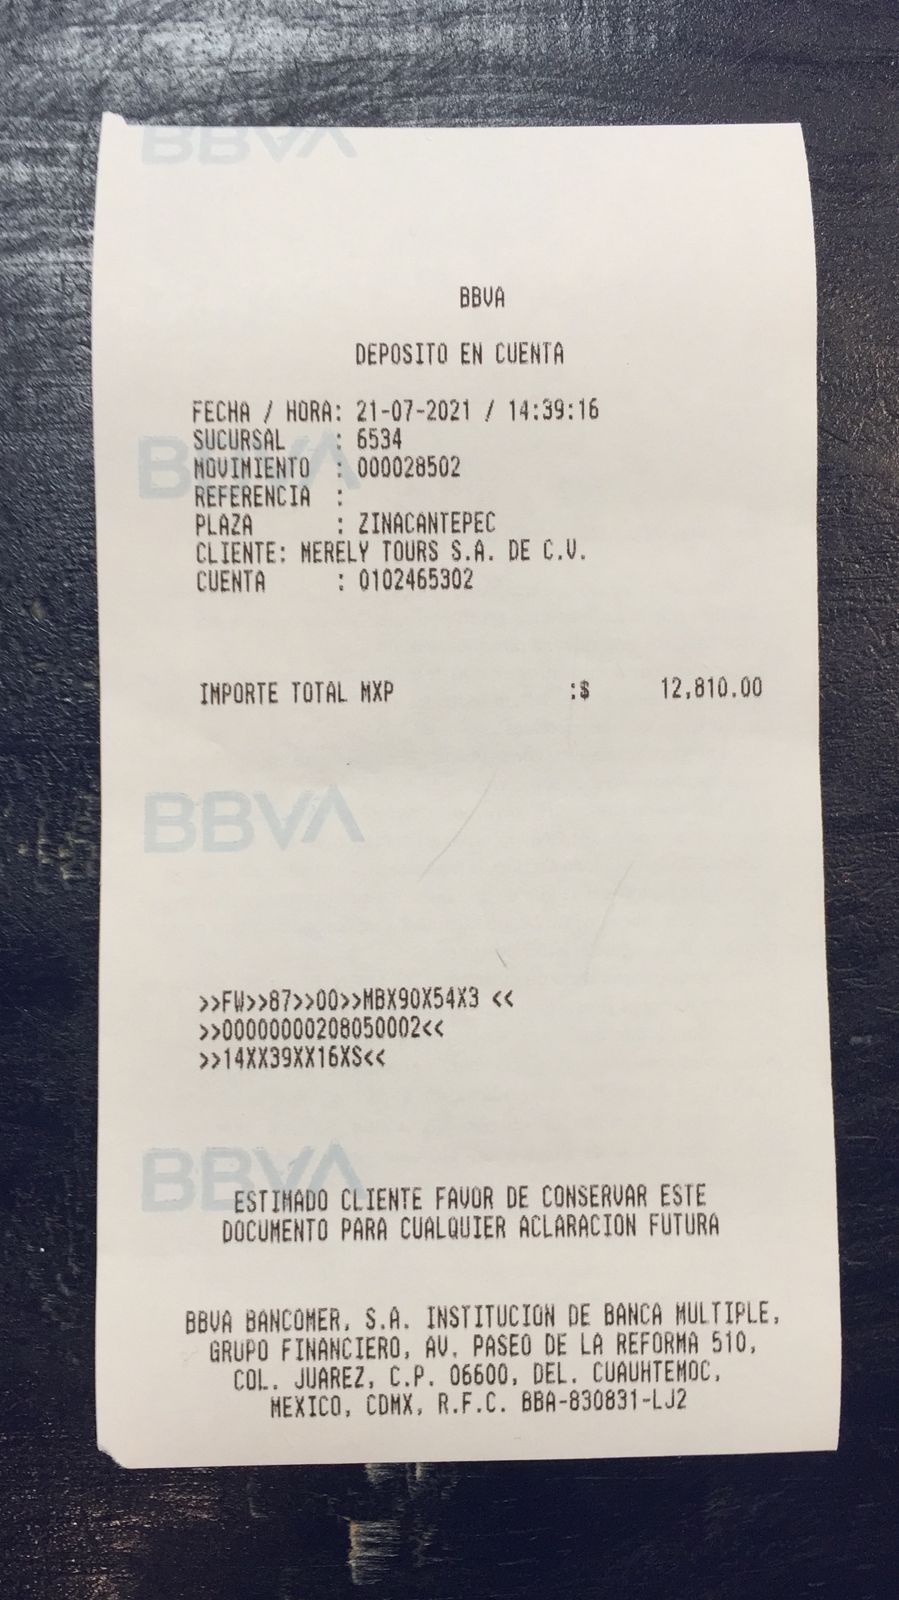 BBVA
BBVA
DEPOSITO EN CUENTA
FECHA / HORA: 21-07-2021 / 14:39:16
SUCURSAL : 6534
BBVA
MOVIMIENTO : 000028502
REFERENCIA :
PLAZA : ZINACANTEPEC
CLIENTE: MERELY TOURS S.A. DE C.V.
CUENTA : 0102465302
IMPORTE TOTAL MXP :$ 12,810.00
BBVA
>>FW>>87>>00>>MBX90X54X3 <<
>>00000000208050002<<
>>14XX39XX16XS<<
BBVA
ESTIMADO CLIENTE FAVOR DE CONSERVAR ESTE
DOCUMENTO PARA CUALQUIER ACLARACION FUTURA
BBVA BANCOMER, S.A. INSTITUCION DE BANCA MULTIPLE,
GRUPO FINANCIERO, AV. PASEO DE LA REFORMA 510,
COL. JUAREZ, C.P. 06600, DEL. CUAUHTEMOC,
MEXICO, CDMX, R.F.C. BBA-830831-LJ2